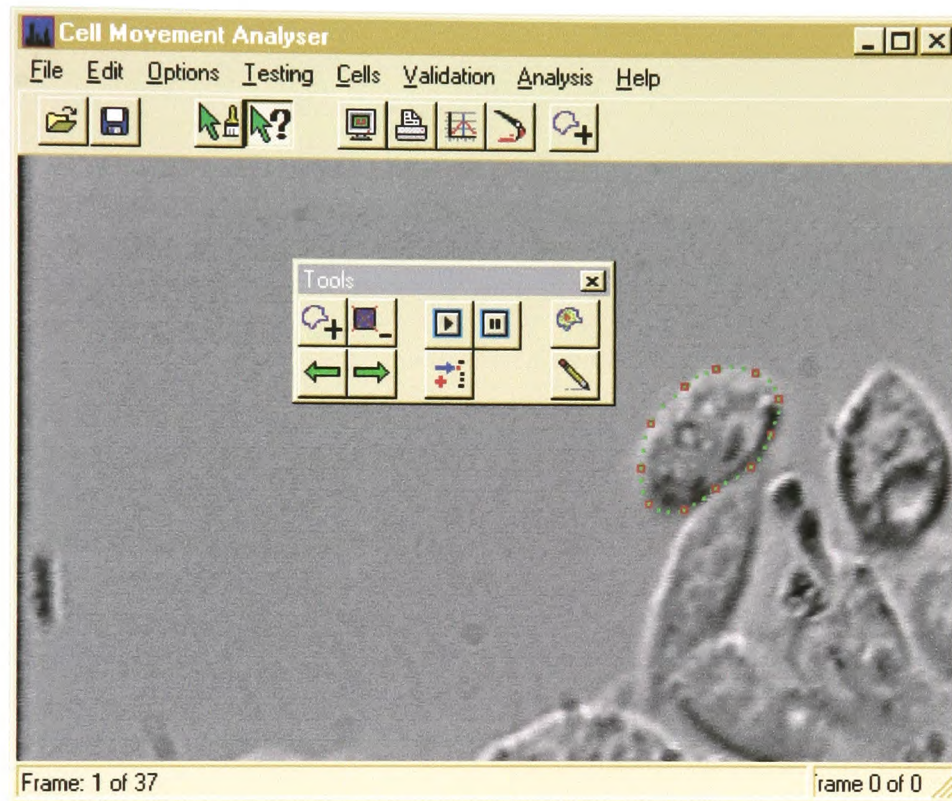 Cell Movement Analyser
File Edit Options Testing Cells Validation Analysis Help
Tools
Frame: 1 of 37
rame 0 of 0